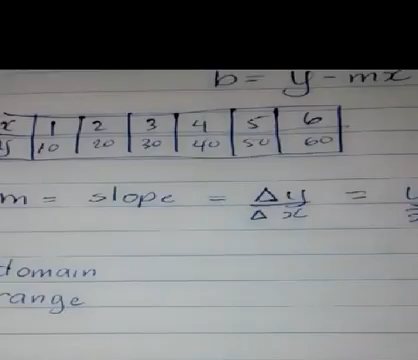 b = y - mx
x 1 2 3 4 5 6
y 10 20 30 40 50 60
m = slope = Δy/Δx =
domain
range